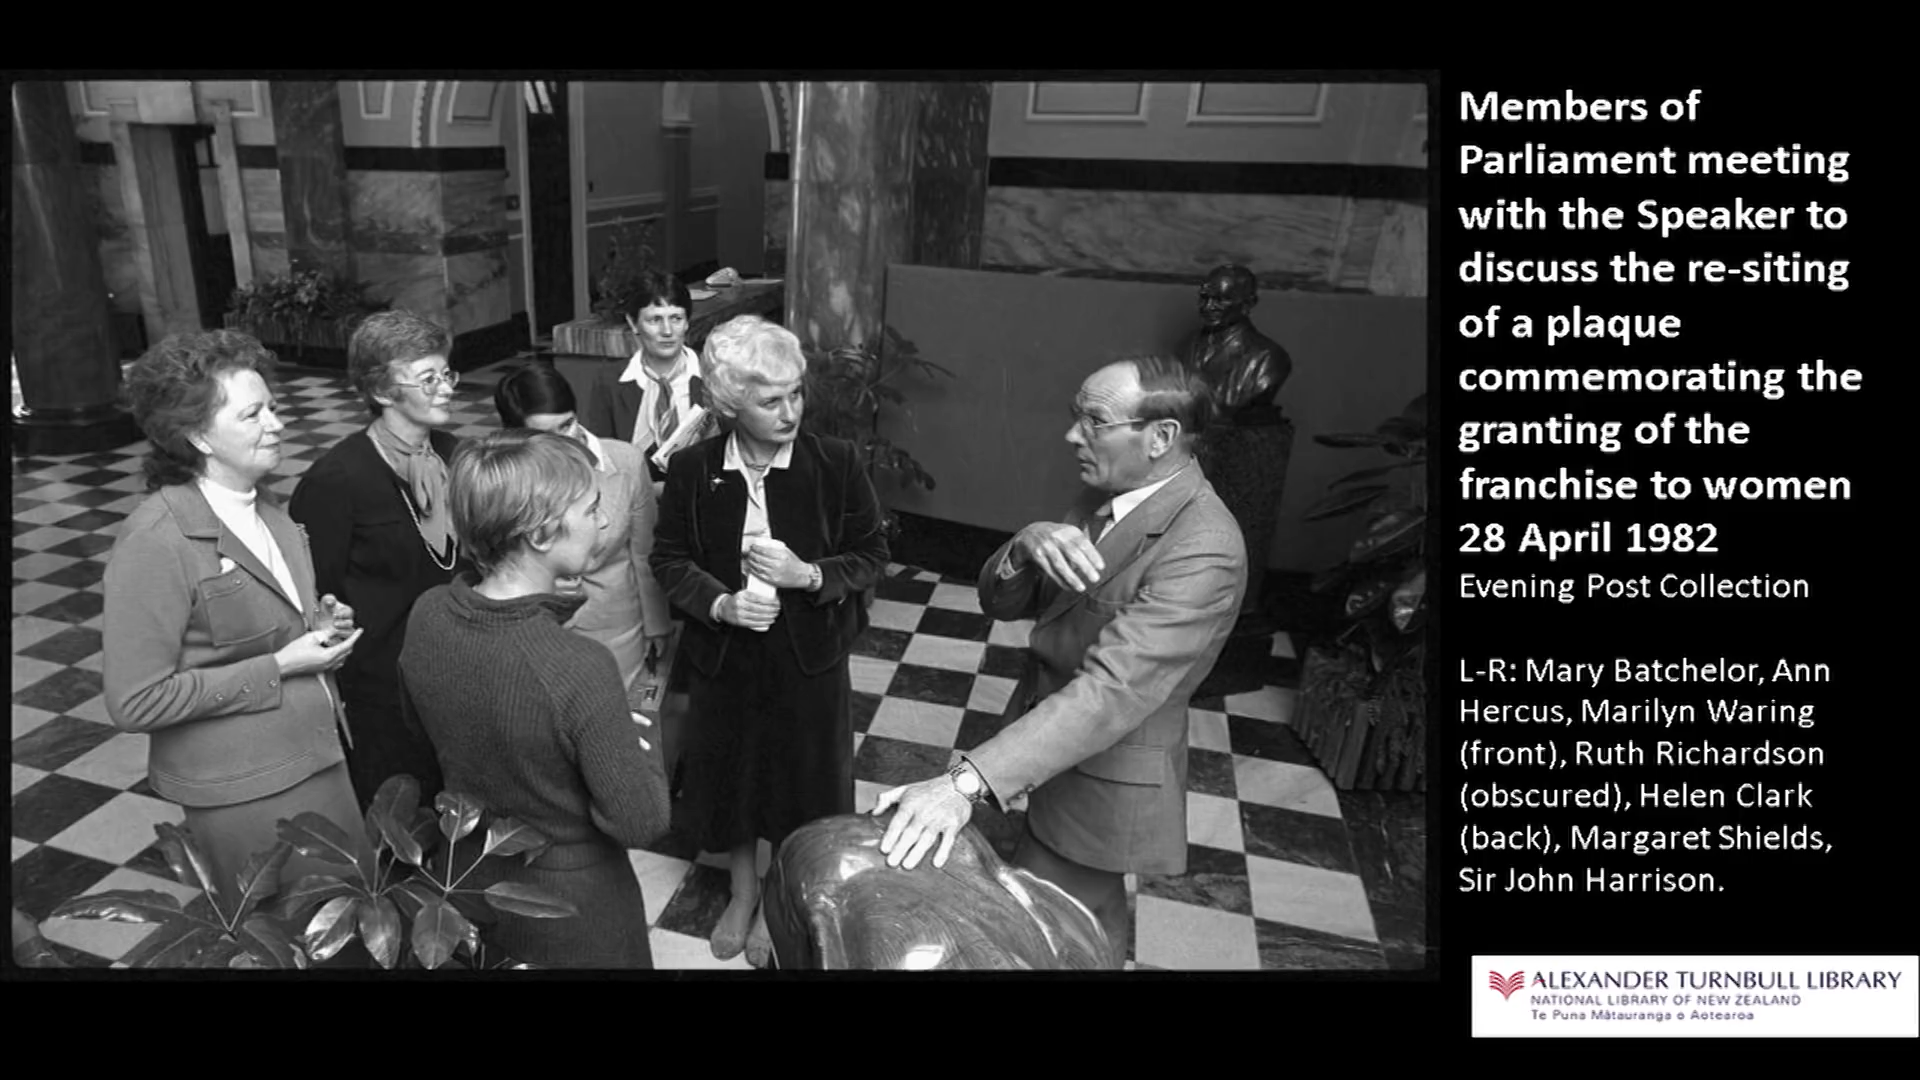 Members of
Parliament meeting
with the Speaker to
discuss the re-siting
of a plaque
commemorating the
granting of the
franchise to women
28 April 1982
Evening Post Collection
L-R: Mary Batchelor, Ann
Hercus, Marilyn Waring
(front), Ruth Richardson
(obscured), Helen Clark
(back), Margaret Shields,
Sir John Harrison.
ALEXANDER TURNBULL LIBRARY
NATIONAL LIBRARY OF NEW ZEALAND
Te Puna Mātauranga o Aotearoa